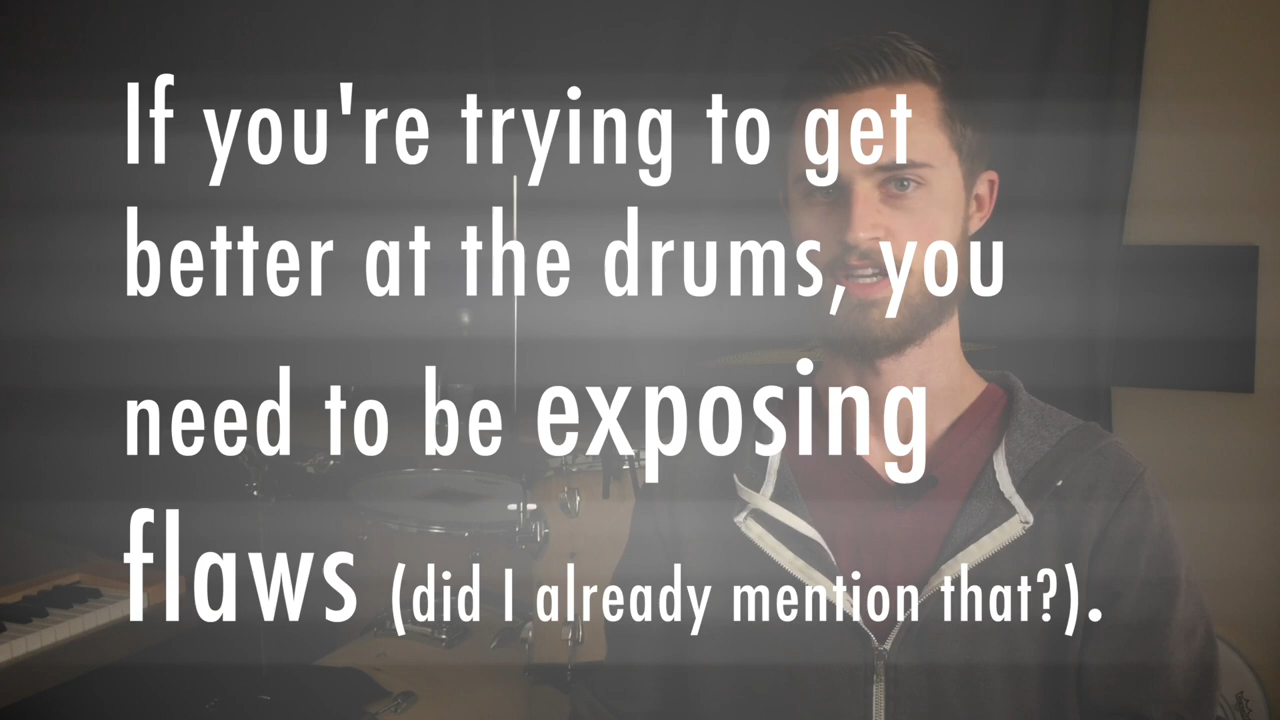 If you're trying to get
better at the drums, you
need to be exposing
flaws (did I already mention that?).